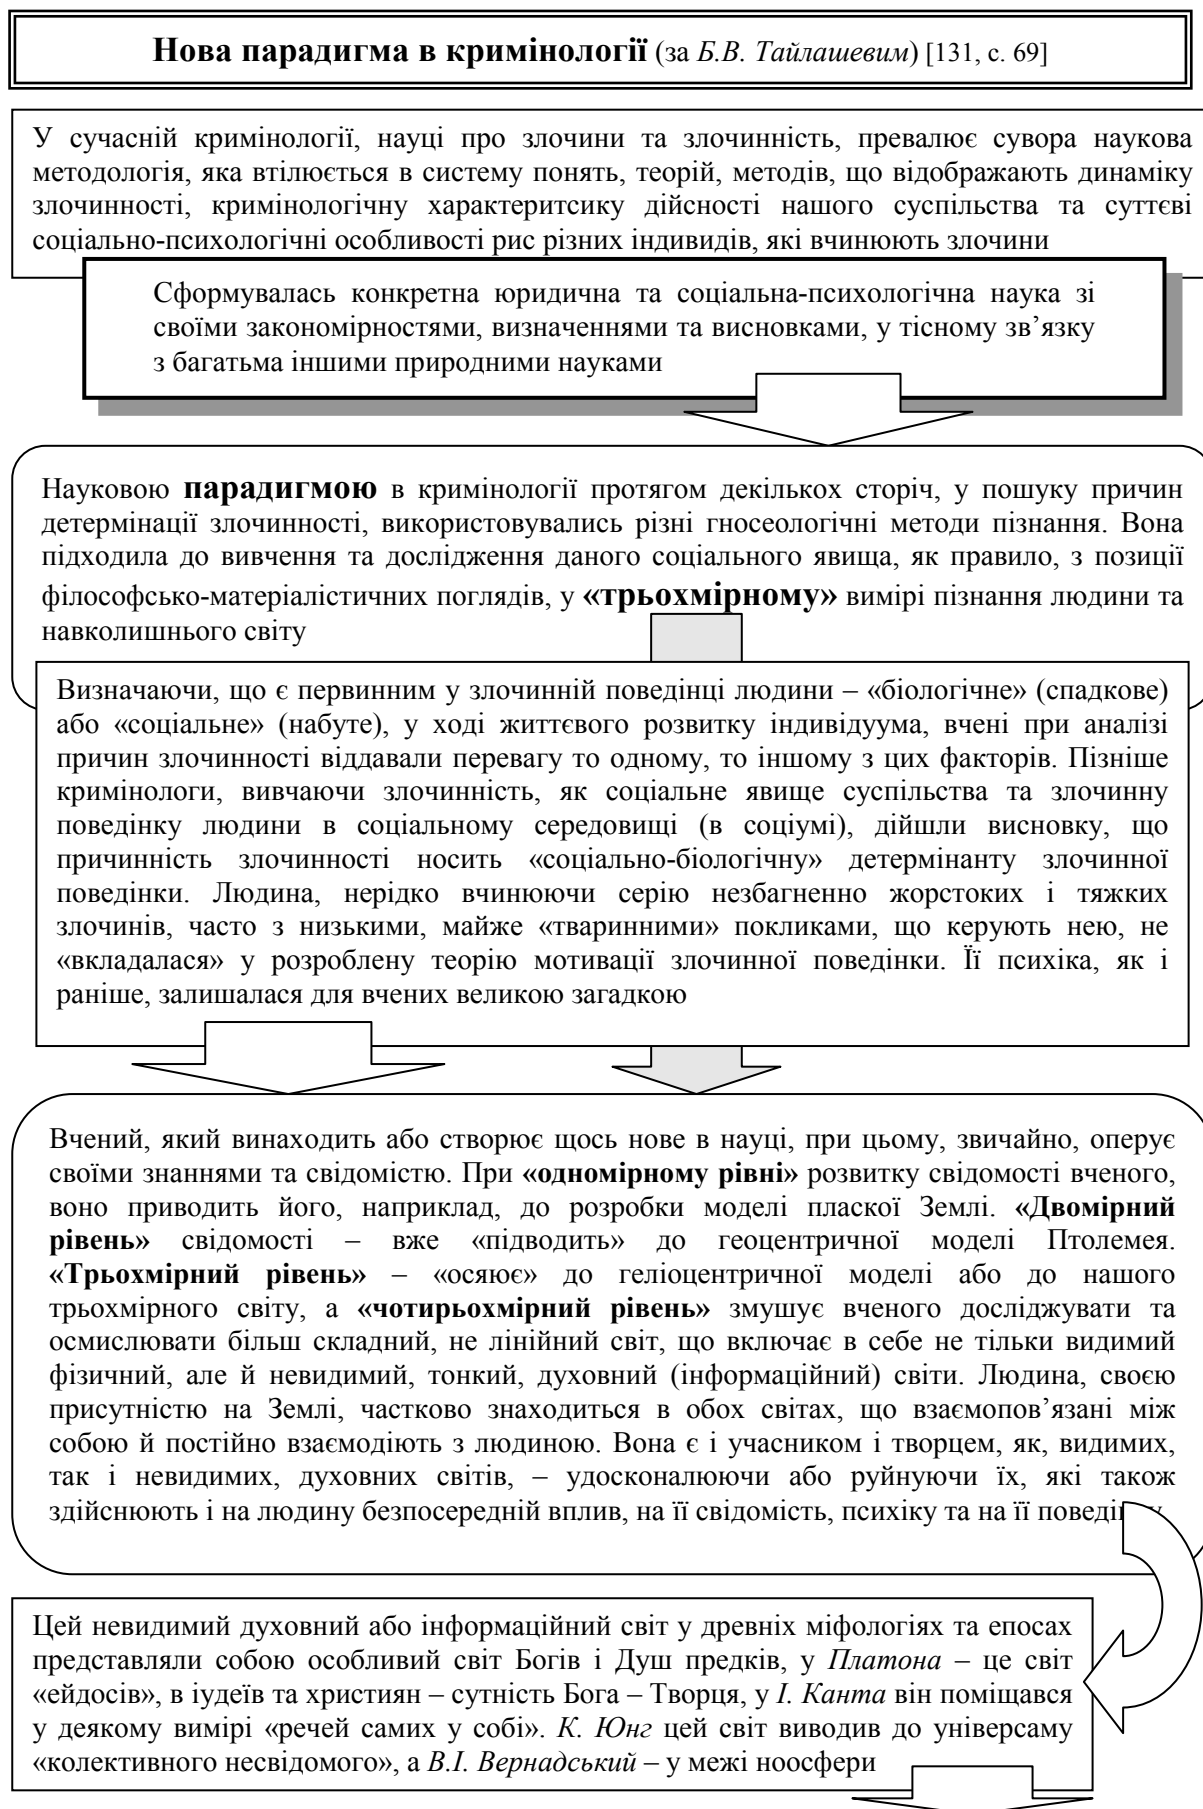 Нова парадигма в кримінології (за Б.В. Тайлашевим) [131, с. 69]
У сучасній кримінології, науці про злочини та злочинність, превалює сувора наукова
методологія, яка втілюється в систему понять, теорій, методів, що відображають динаміку
злочинності, кримінологічну характеритсику дійсності нашого суспільства та суттєві
соціально-психологічні особливості рис різних індивидів, які вчинюють злочини
Сформувалась конкретна юридична та соціальна-психологічна наука зі
своїми закономірностями, визначеннями та висновками, у тісному зв’язку
з багатьма іншими природними науками
Науковою парадигмою в кримінології протягом декількох сторіч, у пошуку причин
детермінації злочинності, використовувались різні гносеологічні методи пізнання. Вона
підходила до вивчення та дослідження даного соціального явища, як правило, з позиції
філософсько-матеріалістичних поглядів, у «трьохмірному» вимірі пізнання людини та
навколишнього світу
Визначаючи, що є первинним у злочинній поведінці людини – «біологічне» (спадкове)
або «соціальне» (набуте), у ході життєвого розвитку індивідуума, вчені при аналізі
причин злочинності віддавали перевагу то одному, то іншому з цих факторів. Пізніше
кримінологи, вивчаючи злочинність, як соціальне явище суспільства та злочинну
поведінку людини в соціальному середовищі (в соціумі), дійшли висновку, що
причинність злочинності носить «соціально-біологічну» детермінанту злочинної
поведінки. Людина, нерідко вчинюючи серію незбагненно жорстоких і тяжких
злочинів, часто з низькими, майже «тваринними» покликами, що керують нею, не
«вкладалася» у розроблену теорію мотивації злочинної поведінки. Її психіка, як і
раніше, залишалася для вчених великою загадкою
Вчений, який винаходить або створює щось нове в науці, при цьому, звичайно, оперує
своїми знаннями та свідомістю. При «одномірному рівні» розвитку свідомості вченого,
воно приводить його, наприклад, до розробки моделі пласкої Землі. «Двомірний
рівень» свідомості – вже «підводить» до геоцентричної моделі Птолемея.
«Трьохмірний рівень» – «осяює» до геліоцентричної моделі або до нашого
трьохмірного світу, а «чотирьохмірний рівень» змушує вченого досліджувати та
осмислювати більш складний, не лінійний світ, що включає в себе не тільки видимий
фізичний, але й невидимий, тонкий, духовний (інформаційний) світи. Людина, своєю
присутністю на Землі, частково знаходиться в обох світах, що взаємопов’язані між
собою й постійно взаємодіють з людиною. Вона є і учасником і творцем, як, видимих,
так і невидимих, духовних світів, – удосконалюючи або руйнуючи їх, які також
здійснюють і на людину безпосередній вплив, на її свідомість, психіку та на її
Цей невидимий духовний або інформаційний світ у древніх міфологіях та епосах
представляли собою особливий світ Богів і Душ предків, у Платона – це світ
«ейдосів», в іудеїв та християн – сутність Бога – Творця, у І. Канта він поміщався
у деякому вимірі «речей самих у собі». К. Юнг цей світ виводив до універсаму
«колективного несвідомого», а В.І. Вернадський – у межі ноосфери